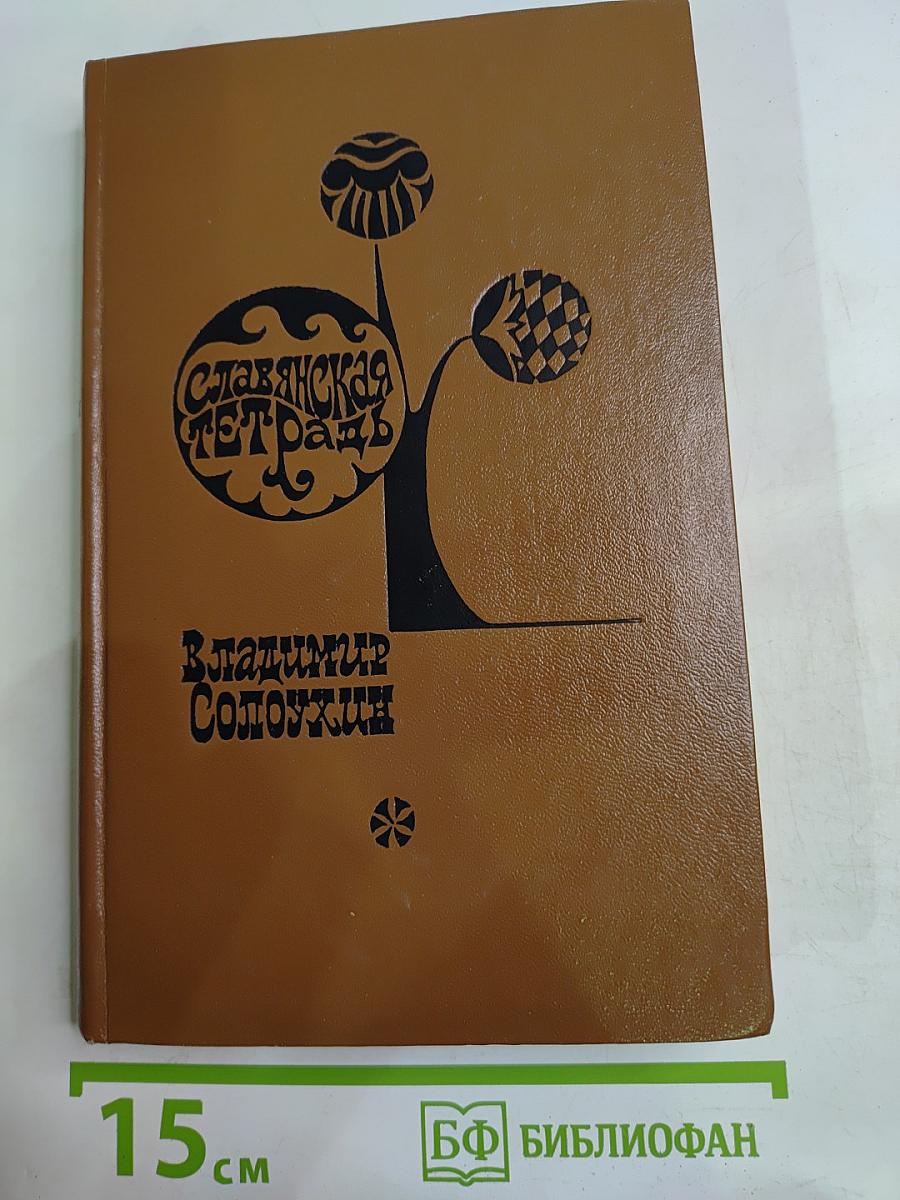 Славянская
тетрадь
Владимир
Солоухин
15 см
БФ БИБЛИОФАН